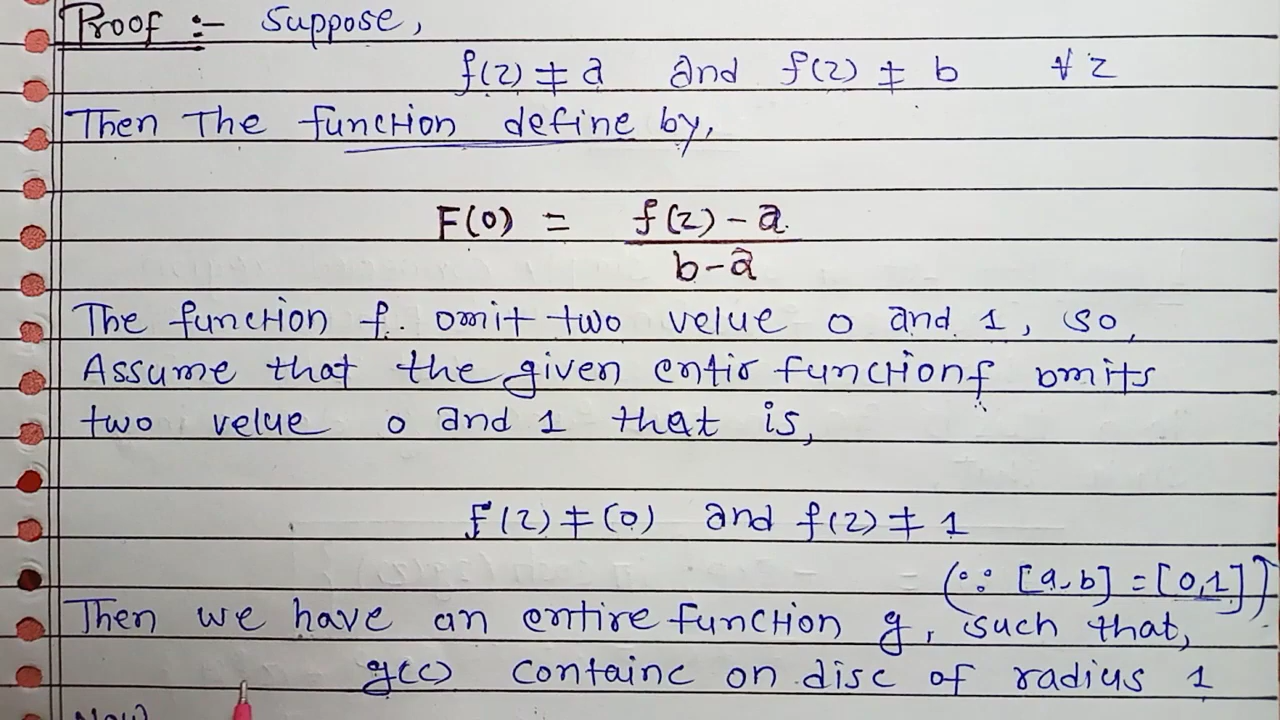 Proof :- Suppose,
f(z) ≠ a and f(z) ≠ b ∀ z
Then The function define by,
F(0) = f(z) - a
b - a
The function f. omit two velue 0 and 1, so,
Assume that the given entir function f omits
two velue 0 and 1 that is,
f(z) ≠ (0) and f(z) ≠ 1
(∵ [a,b] = [0,1])
Then we have an entire function g, such that,
g(c) containc on disc of radius 1
Now